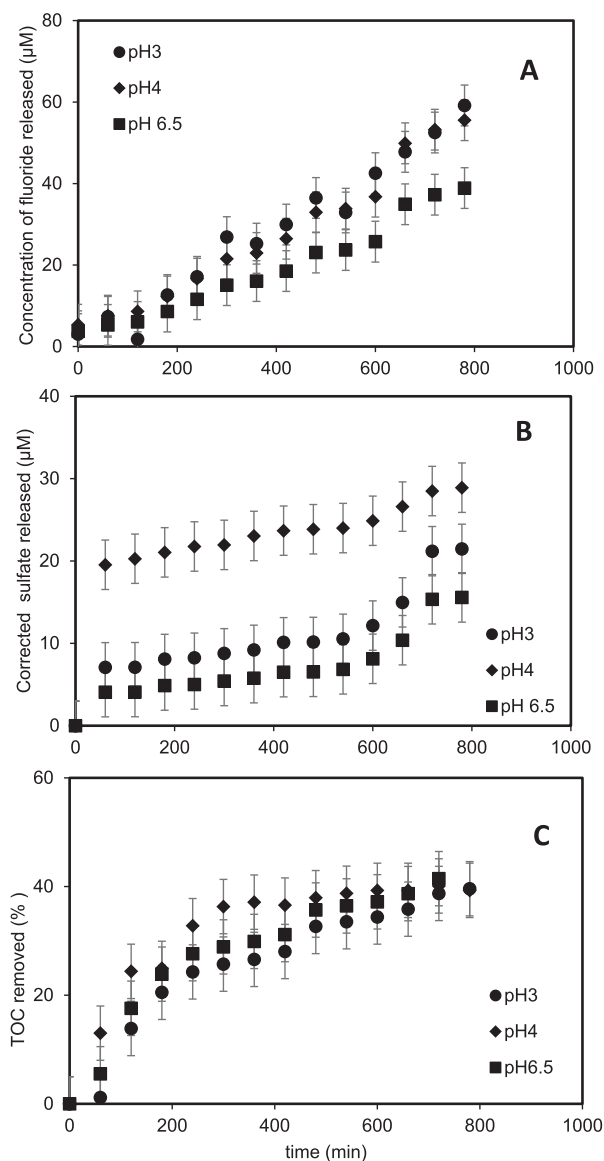 80
60
40
20
0
Concentration of fluoride released (µM)
pH3
pH4
pH 6.5
A
0
200
400
600
800
1000
40
30
20
10
0
Corrected sulfate released (µM)
B
pH3
pH4
pH 6.5
0
200
400
600
800
1000
60
40
20
0
TOC removed (% )
C
pH3
pH4
pH6.5
0
200
400
600
800
1000
time (min)